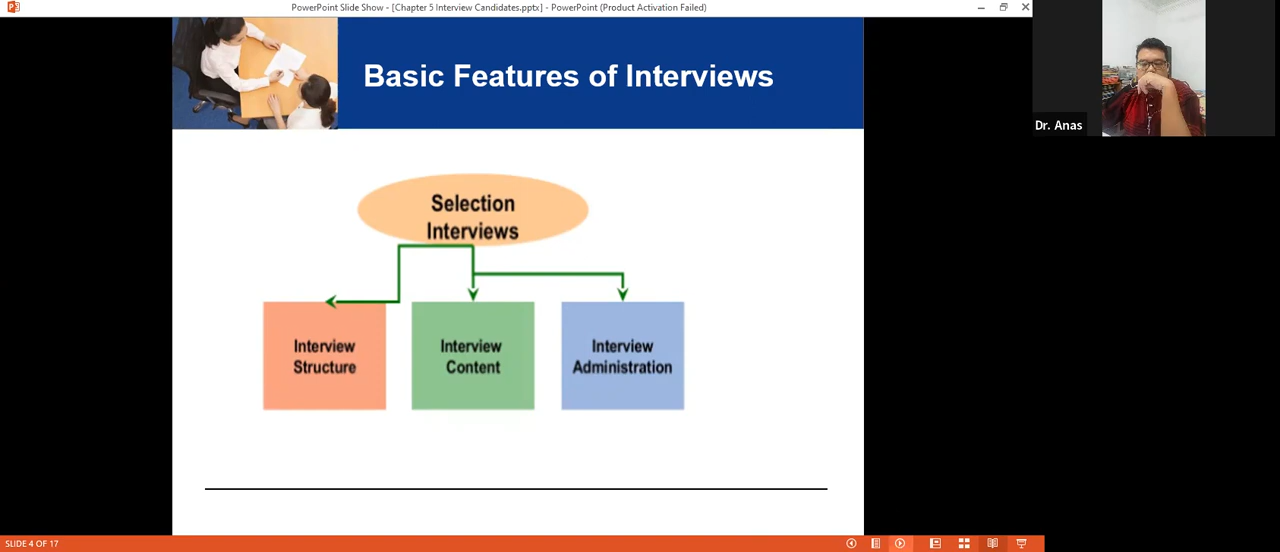 PowerPoint Slide Show - [Chapter 5 Interview Candidates.pptx] - PowerPoint (Product Activation Failed)
Basic Features of Interviews
Dr. Anas
Selection
Interviews
Interview
Structure
Interview
Content
Interview
Administration
SLIDE 4 OF 17